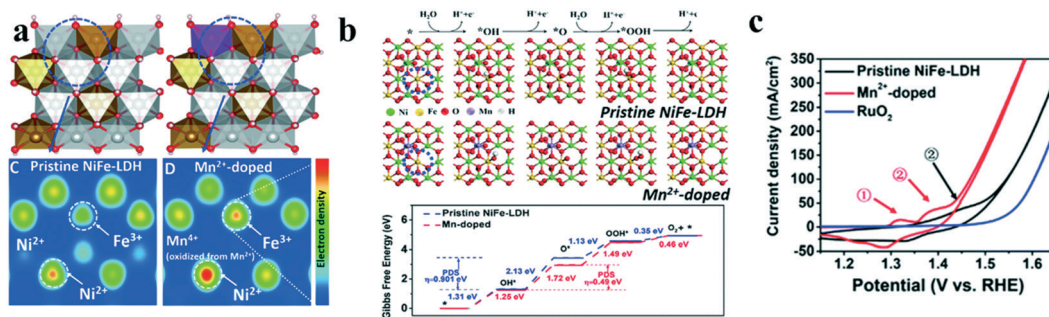 a
C Pristine NiFe-LDH
D Mn²⁺-doped
Ni²⁺
Fe³⁺
Ni²⁺
Mn⁴⁺
(oxidized from Mn²⁺)
Fe³⁺
Ni²⁺
Electron density
b
H₂O H⁺+e⁻ H⁺+e⁻ H₂O H⁺+e⁻ H⁺+e
* *OH *O *OOH *
Ni Fe O Mn H
Pristine NiFe-LDH
Mn²⁺-doped
Pristine NiFe-LDH
Mn-doped
Gibbs Free Energy (eV)
6
4
2
0
PDS
η=0.901 eV
*
1.31 eV
OH*
1.25 eV
2.13 eV
O*
1.72 eV
1.13 eV
OOH*
1.49 eV
PDS
η=0.49 eV
0.35 eV
O₂+ *
0.46 eV
c
Current density (mA/cm²)
350
300
250
200
150
100
50
0
-50
Pristine NiFe-LDH
Mn²⁺-doped
RuO₂
①
②
②
1.2 1.3 1.4 1.5 1.6
Potential (V vs. RHE)